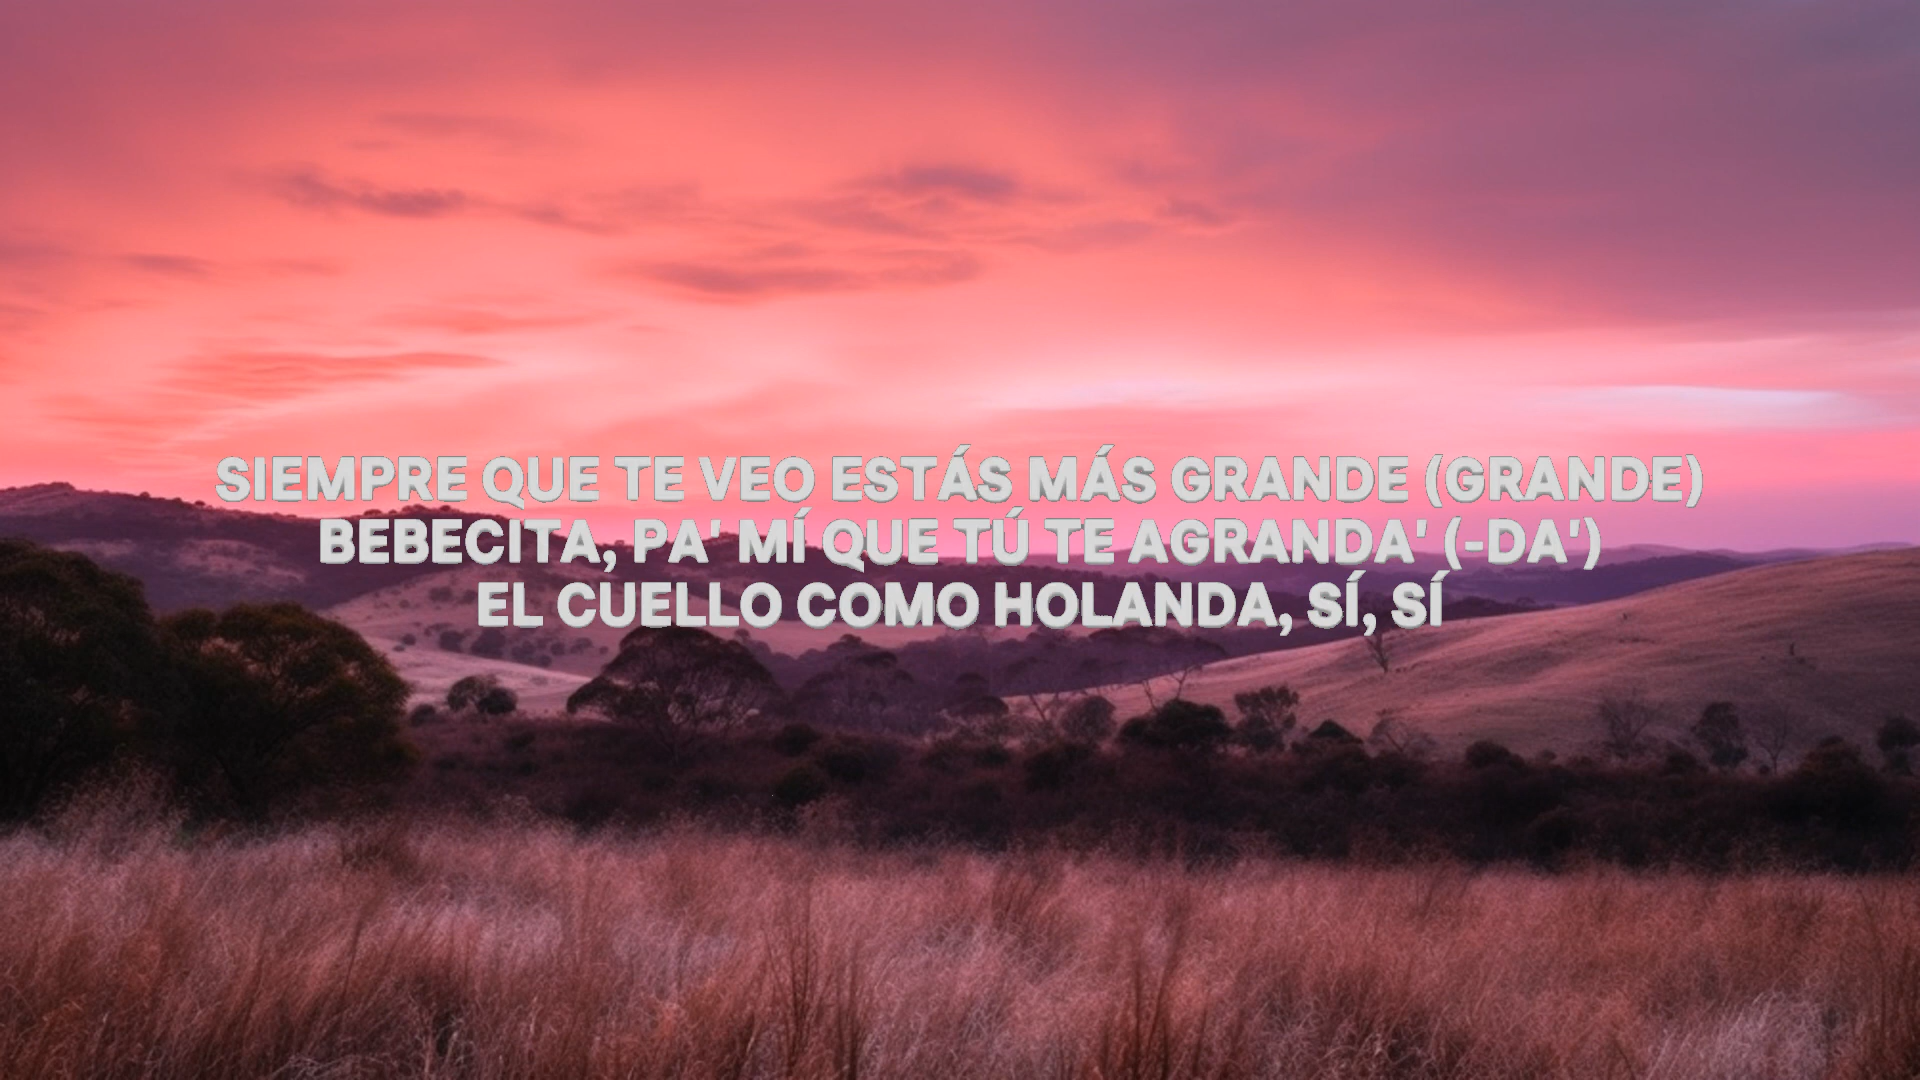 SIEMPRE QUE TE VEO ESTÁS MÁS GRANDE (GRANDE)
BEBECITA, PA' MÍ QUE TÚ TE AGRANDA' (-DA')
EL CUELLO COMO HOLANDA, SÍ, SÍ